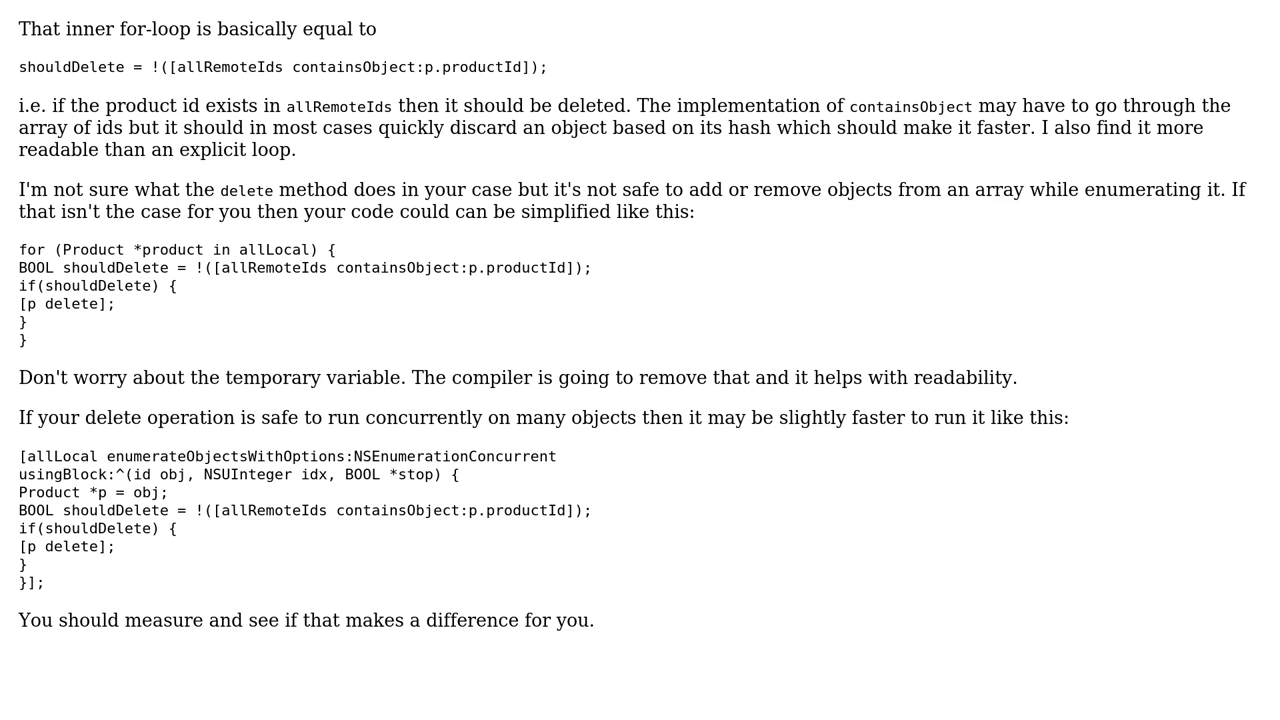 That inner for-loop is basically equal to
shouldDelete = !([allRemoteIds containsObject:p.productId]);
i.e. if the product id exists in allRemoteIds then it should be deleted. The implementation of containsObject may have to go through the
array of ids but it should in most cases quickly discard an object based on its hash which should make it faster. I also find it more
readable than an explicit loop.
I'm not sure what the delete method does in your case but it's not safe to add or remove objects from an array while enumerating it. If
that isn't the case for you then your code could can be simplified like this:
for (Product *product in allLocal) {
BOOL shouldDelete = !([allRemoteIds containsObject:p.productId]);
if(shouldDelete) {
[p delete];
}
}
Don't worry about the temporary variable. The compiler is going to remove that and it helps with readability.
If your delete operation is safe to run concurrently on many objects then it may be slightly faster to run it like this:
[allLocal enumerateObjectsWithOptions:NSEnumerationConcurrent
usingBlock:^(id obj, NSUInteger idx, BOOL *stop) {
Product *p = obj;
BOOL shouldDelete = !([allRemoteIds containsObject:p.productId]);
if(shouldDelete) {
[p delete];
}
}];
You should measure and see if that makes a difference for you.